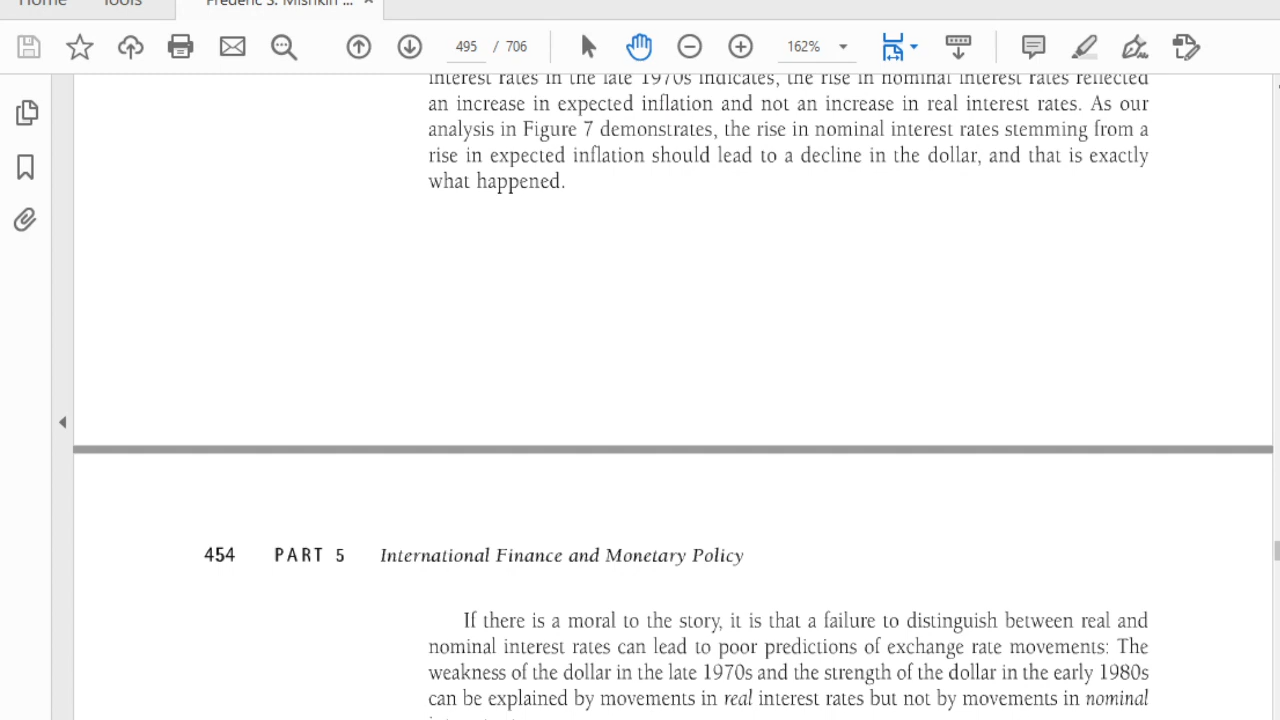 Home Tools Frederic S. Mishkin ... ×
495 / 706 162%
interest rates in the late 1970s indicates, the rise in nominal interest rates reflected
an increase in expected inflation and not an increase in real interest rates. As our
analysis in Figure 7 demonstrates, the rise in nominal interest rates stemming from a
rise in expected inflation should lead to a decline in the dollar, and that is exactly
what happened.
454 PART 5 International Finance and Monetary Policy
If there is a moral to the story, it is that a failure to distinguish between real and
nominal interest rates can lead to poor predictions of exchange rate movements: The
weakness of the dollar in the late 1970s and the strength of the dollar in the early 1980s
can be explained by movements in real interest rates but not by movements in nominal